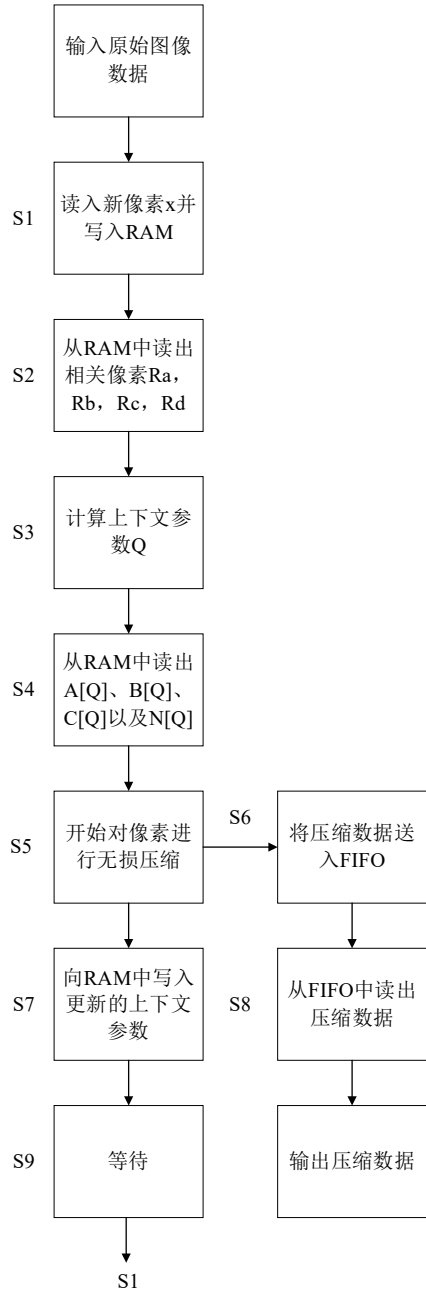 输入原始图像
数据
S1
读入新像素x并
写入RAM
S2
从RAM中读出
相关像素Ra，
Rb，Rc，Rd
S3
计算上下文参
数Q
S4
从RAM中读出
A[Q]、B[Q]、
C[Q]以及N[Q]
S5
开始对像素进
行无损压缩
S6
将压缩数据送
入FIFO
S7
向RAM中写入
更新的上下文
参数
S8
从FIFO中读出
压缩数据
S9
等待
输出压缩数据
S1